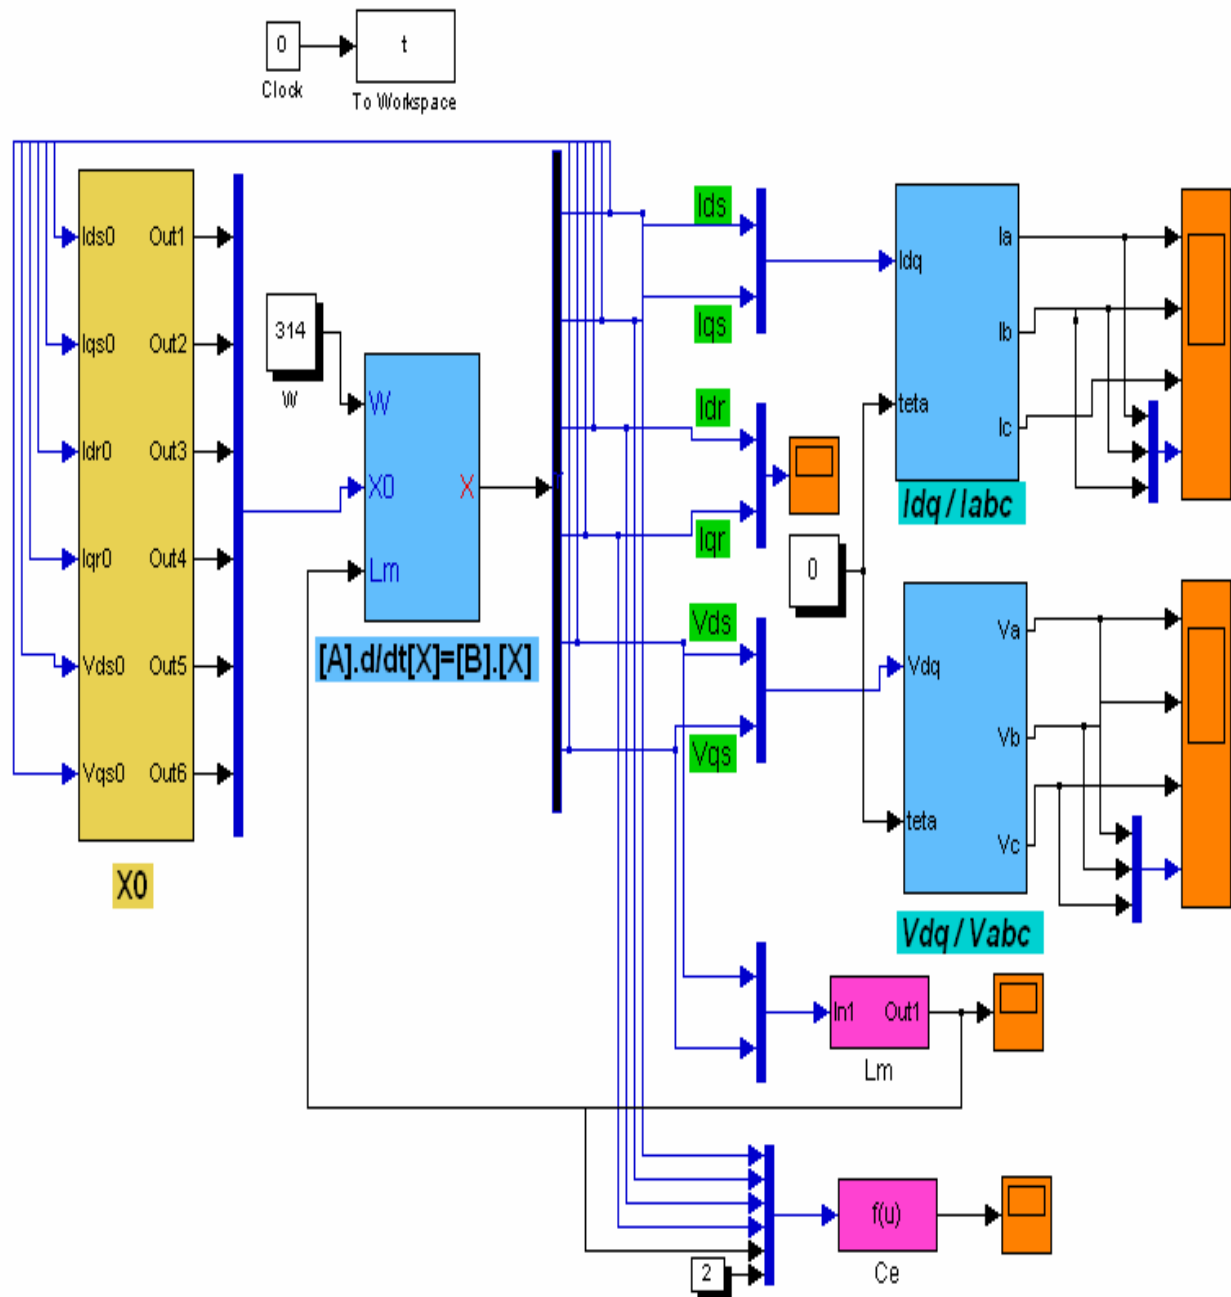 0
t
Clock
To Workspace
Ids0 Out1
Iqs0 Out2
Idr0 Out3
Iqr0 Out4
Vds0 Out5
Vqs0 Out6
X0
314
W
W
X0 X
Lm
[A].d/dt[X]=[B].[X]
Ids
Iqs
Idr
Iqr
Vds
Vqs
0
Idq Ia
Ib
teta Ic
Idq / Iabc
Va
Vdq
Vb
teta
Vc
Vdq / Vabc
In1 Out1
Lm
f(u)
2
Ce